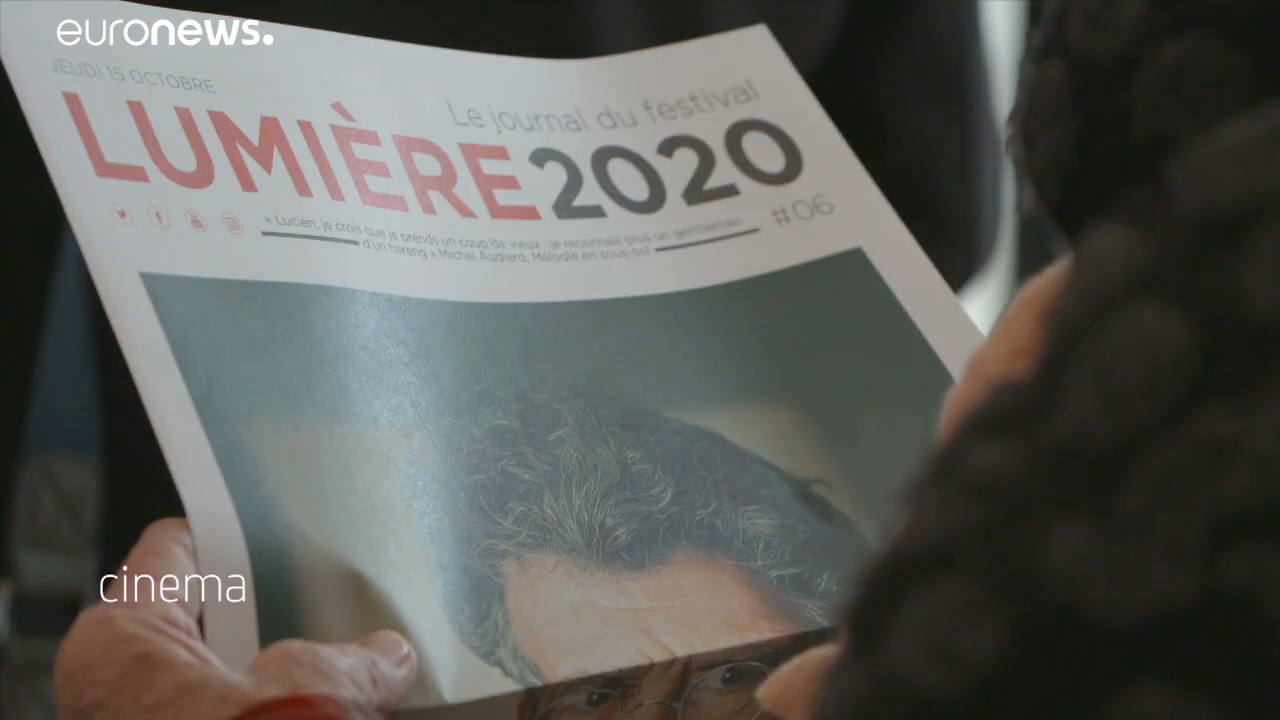 euronews.
JEUDI 15 OCTOBRE
Le journal du festival
LUMIÈRE2020
#06
« Lucien, je crois que je prends un coup de vieux : je reconnais plus un gentleman
d'un hareng » Michel Audiard, Mélodie en sous-sol
cinema